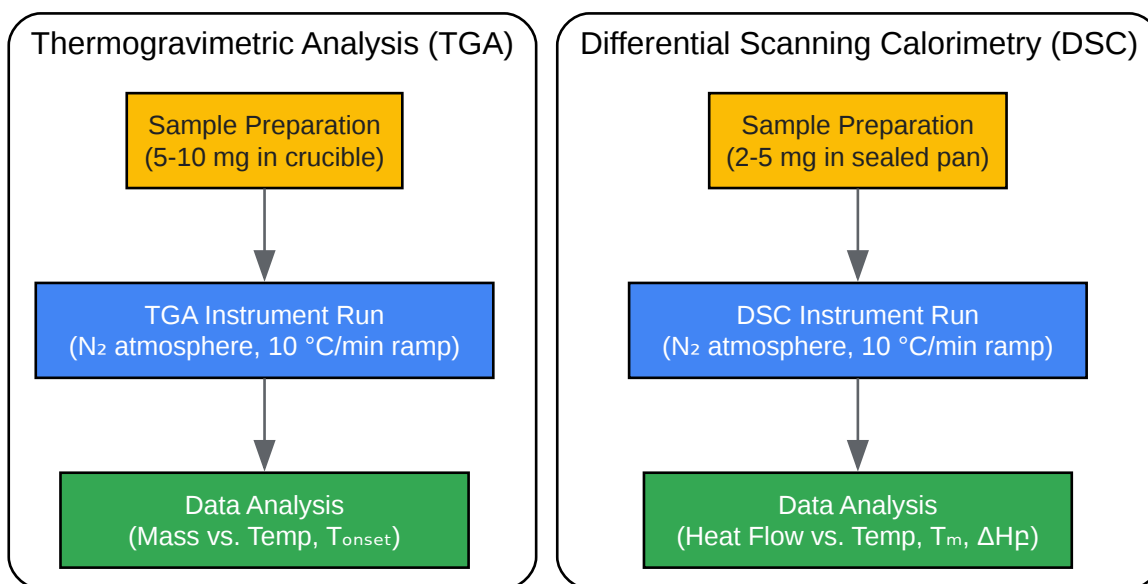 Thermogravimetric Analysis (TGA)
Sample Preparation
(5-10 mg in crucible)
TGA Instrument Run
(N₂ atmosphere, 10 °C/min ramp)
Data Analysis
(Mass vs. Temp, Tₒₙₛₑₜ)
Differential Scanning Calorimetry (DSC)
Sample Preparation
(2-5 mg in sealed pan)
DSC Instrument Run
(N₂ atmosphere, 10 °C/min ramp)
Data Analysis
(Heat Flow vs. Temp, Tₘ, ΔHբ)